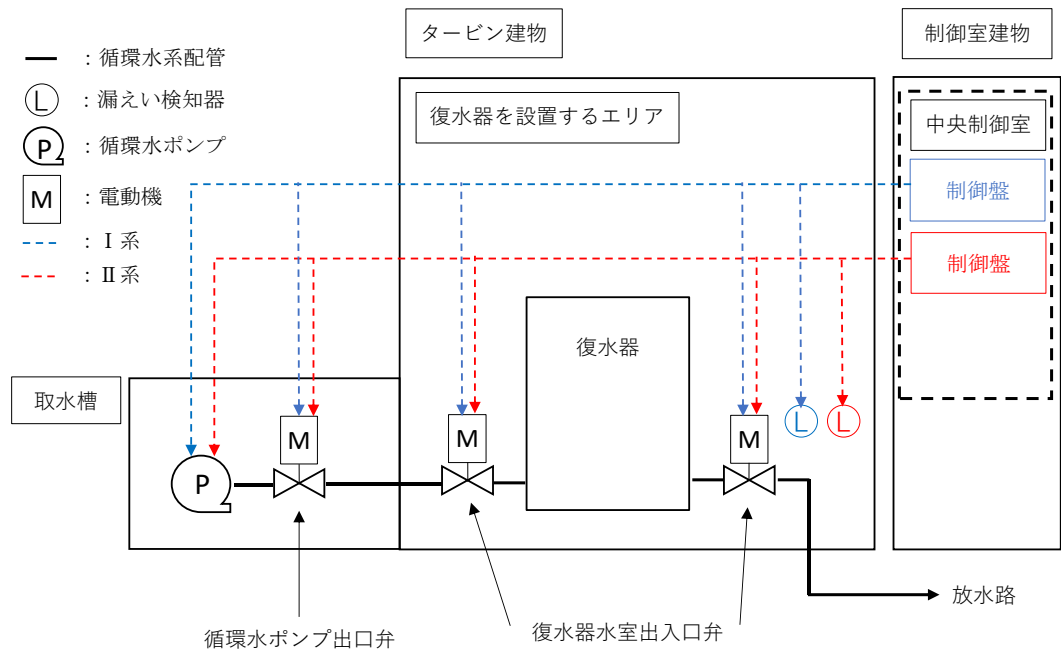 タービン建物
制御室建物
：循環水系配管
L ：漏えい検知器
P ：循環水ポンプ
M ：電動機
：Ⅰ系
：Ⅱ系
復水器を設置するエリア
中央制御室
制御盤
制御盤
復水器
取水槽
M
M
M
L
L
P
放水路
循環水ポンプ出口弁
復水器水室出入口弁